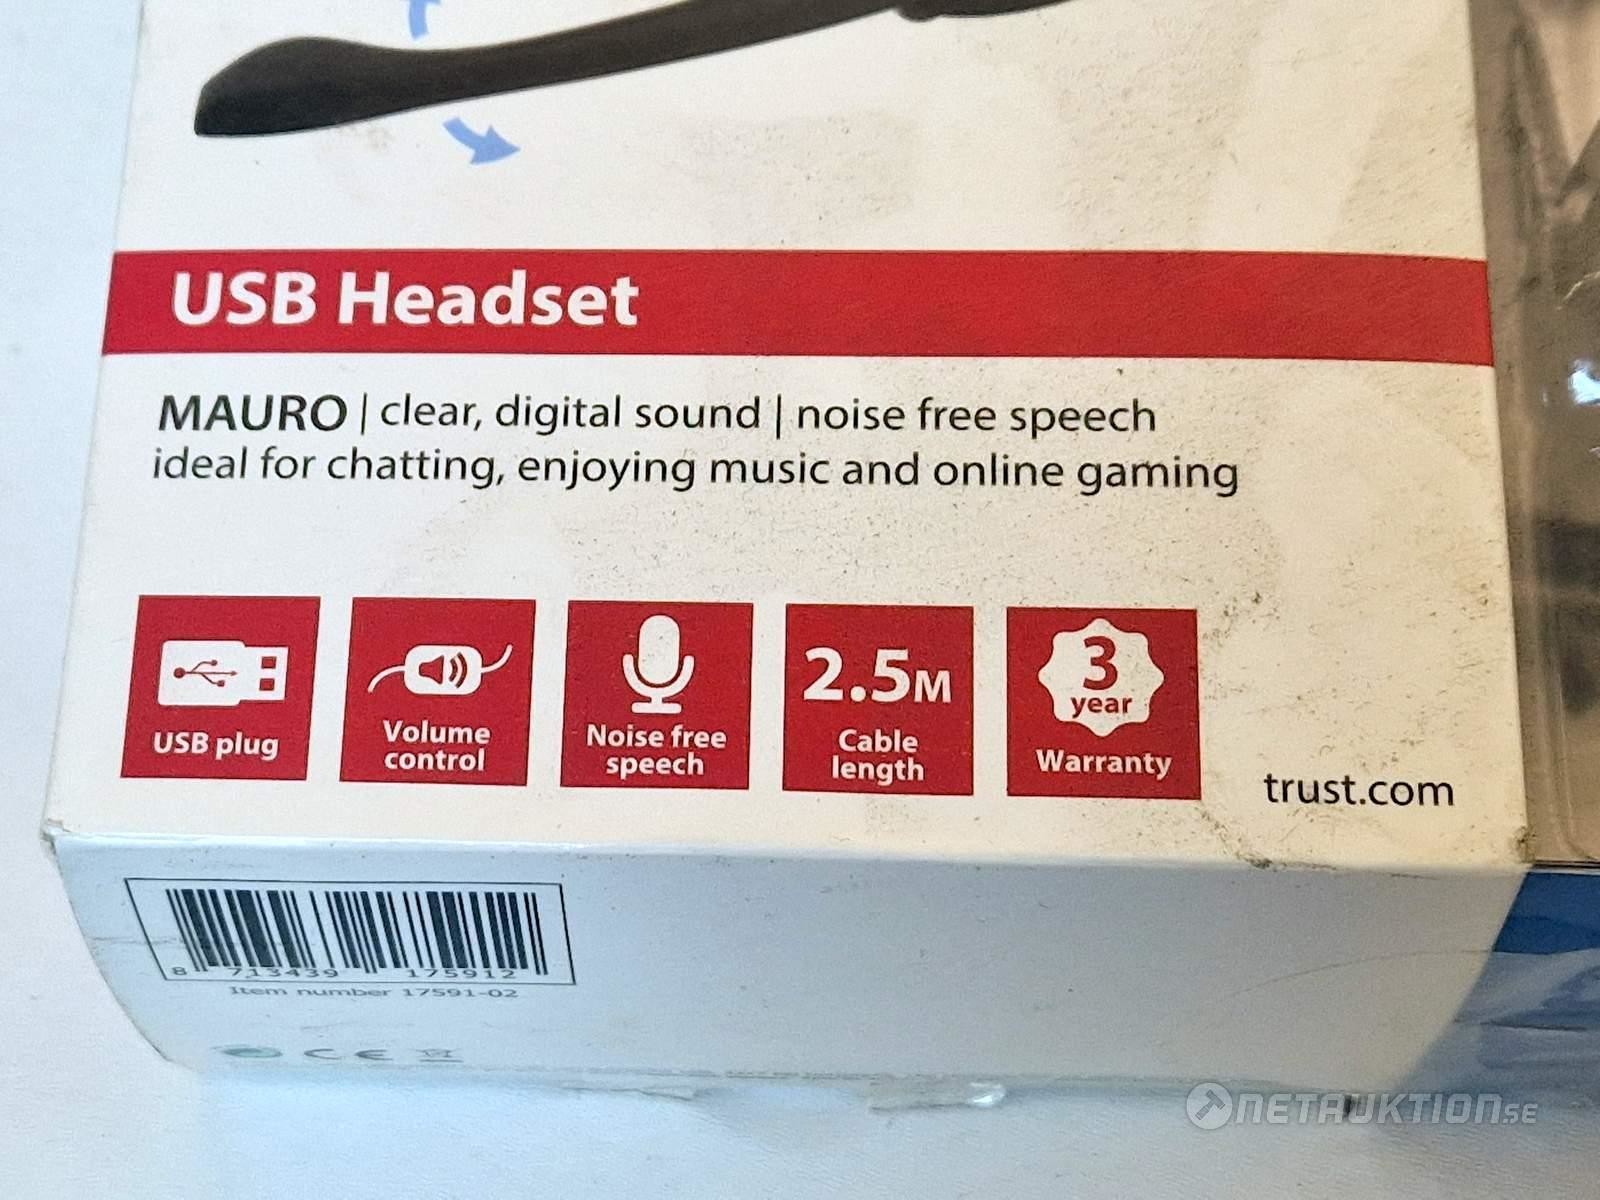 USB Headset
MAURO | clear, digital sound | noise free speech
ideal for chatting, enjoying music and online gaming
USB plug
Volume
control
Noise free
speech
2.5M
Cable
length
3
year
Warranty
trust.com
8 713439 175912
Item number 17591-02
CE
NETAUKTION.SE